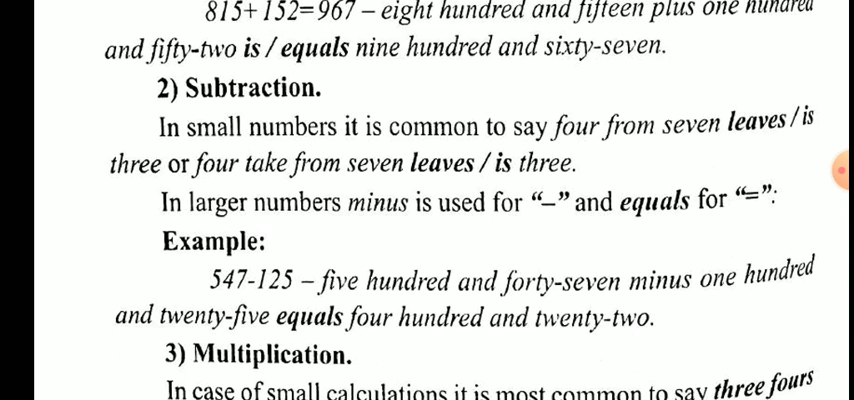 815+152=967 – eight hundred and fifteen plus one hundred
and fifty-two is / equals nine hundred and sixty-seven.
2) Subtraction.
In small numbers it is common to say four from seven leaves / is
three or four take from seven leaves / is three.
In larger numbers minus is used for “–” and equals for “=”:
Example:
547-125 – five hundred and forty-seven minus one hundred
and twenty-five equals four hundred and twenty-two.
3) Multiplication.
In case of small calculations it is most common to say three fours